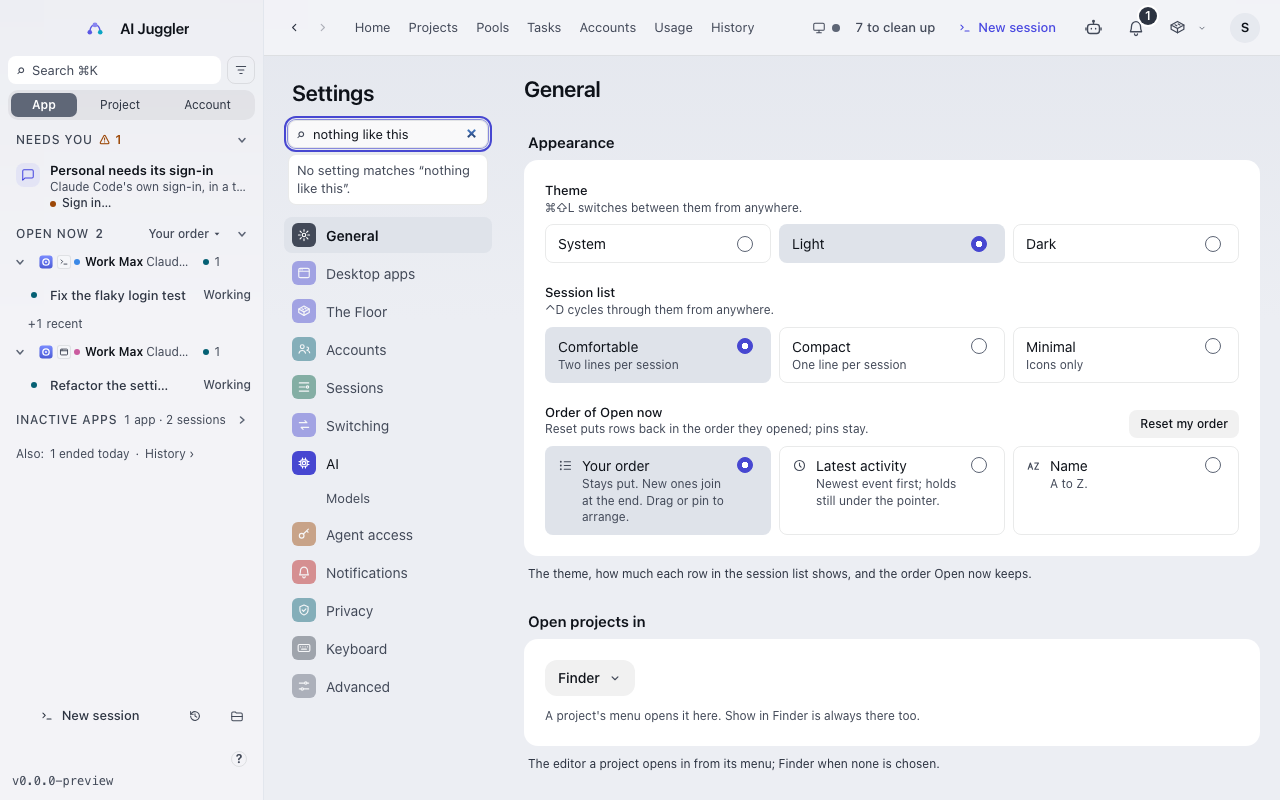 AI Juggler
Search ⌘K
App Project Account
NEEDS YOU 1
Personal needs its sign-in
Claude Code's own sign-in, in a t…
Sign in…
OPEN NOW 2 Your order
Work Max Claud… 1
Fix the flaky login test Working
+1 recent
Work Max Claud… 1
Refactor the setti… Working
INACTIVE APPS 1 app · 2 sessions
Also: 1 ended today · History ›
New session
?
v0.0.0-preview
Home Projects Pools Tasks Accounts Usage History
7 to clean up
New session
1
S
Settings
nothing like this
No setting matches “nothing
like this”.
General
Desktop apps
The Floor
Accounts
Sessions
Switching
AI
Models
Agent access
Notifications
Privacy
Keyboard
Advanced
General
Appearance
Theme
⌘⇧L switches between them from anywhere.
System Light Dark
Session list
^D cycles through them from anywhere.
Comfortable
Two lines per session
Compact
One line per session
Minimal
Icons only
Order of Open now
Reset puts rows back in the order they opened; pins stay.
Reset my order
Your order
Stays put. New ones join
at the end. Drag or pin to
arrange.
Latest activity
Newest event first; holds
still under the pointer.
AZ Name
A to Z.
The theme, how much each row in the session list shows, and the order Open now keeps.
Open projects in
Finder
A project's menu opens it here. Show in Finder is always there too.
The editor a project opens in from its menu; Finder when none is chosen.